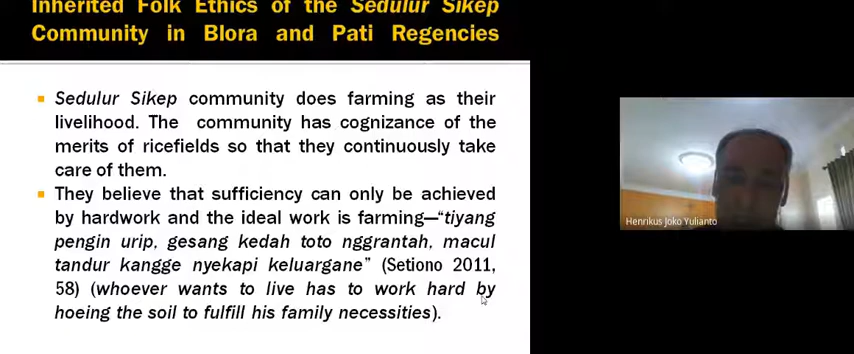 Inherited Folk Ethics of the Sedulur Sikep
Community in Blora and Pati Regencies
Sedulur Sikep community does farming as their
livelihood. The community has cognizance of the
merits of ricefields so that they continuously take
care of them.
They believe that sufficiency can only be achieved
by hardwork and the ideal work is farming—“tiyang
pengin urip, gesang kedah toto nggrantah, macul
tandur kangge nyekapi keluargane” (Setiono 2011,
58) (whoever wants to live has to work hard by
hoeing the soil to fulfill his family necessities).
Henrikus Joko Yulianto